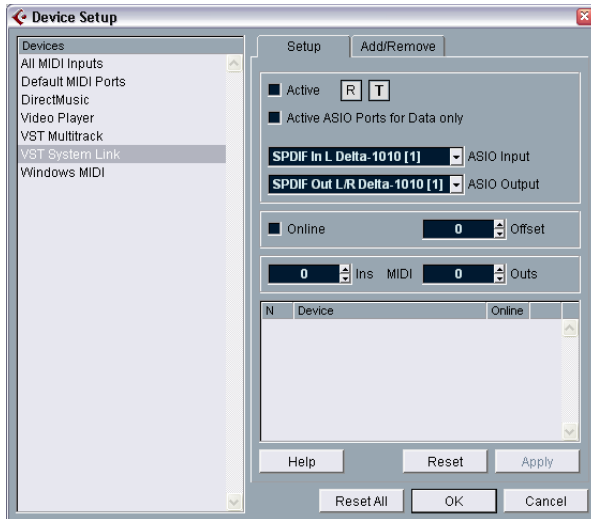 Device Setup
Devices
All MIDI Inputs
Default MIDI Ports
DirectMusic
Video Player
VST Multitrack
VST System Link
Windows MIDI
Setup
Add/Remove
Active R T
Active ASIO Ports for Data only
SPDIF In L Delta-1010 [1] ASIO Input
SPDIF Out L/R Delta-1010 [1] ASIO Output
Online 0 Offset
0 Ins MIDI 0 Outs
N Device Online
Help Reset Apply
Reset All OK Cancel